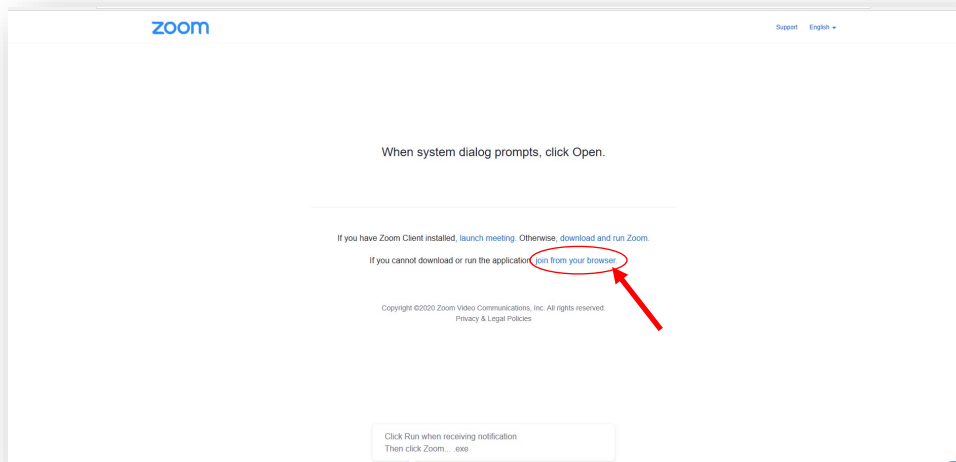 zoom
Support English
When system dialog prompts, click Open.
If you have Zoom Client installed, launch meeting. Otherwise, download and run Zoom.
If you cannot download or run the application, join from your browser.
Copyright ©2020 Zoom Video Communications, Inc. All rights reserved.
Privacy & Legal Policies
Click Run when receiving notification
Then click Zoom... .exe